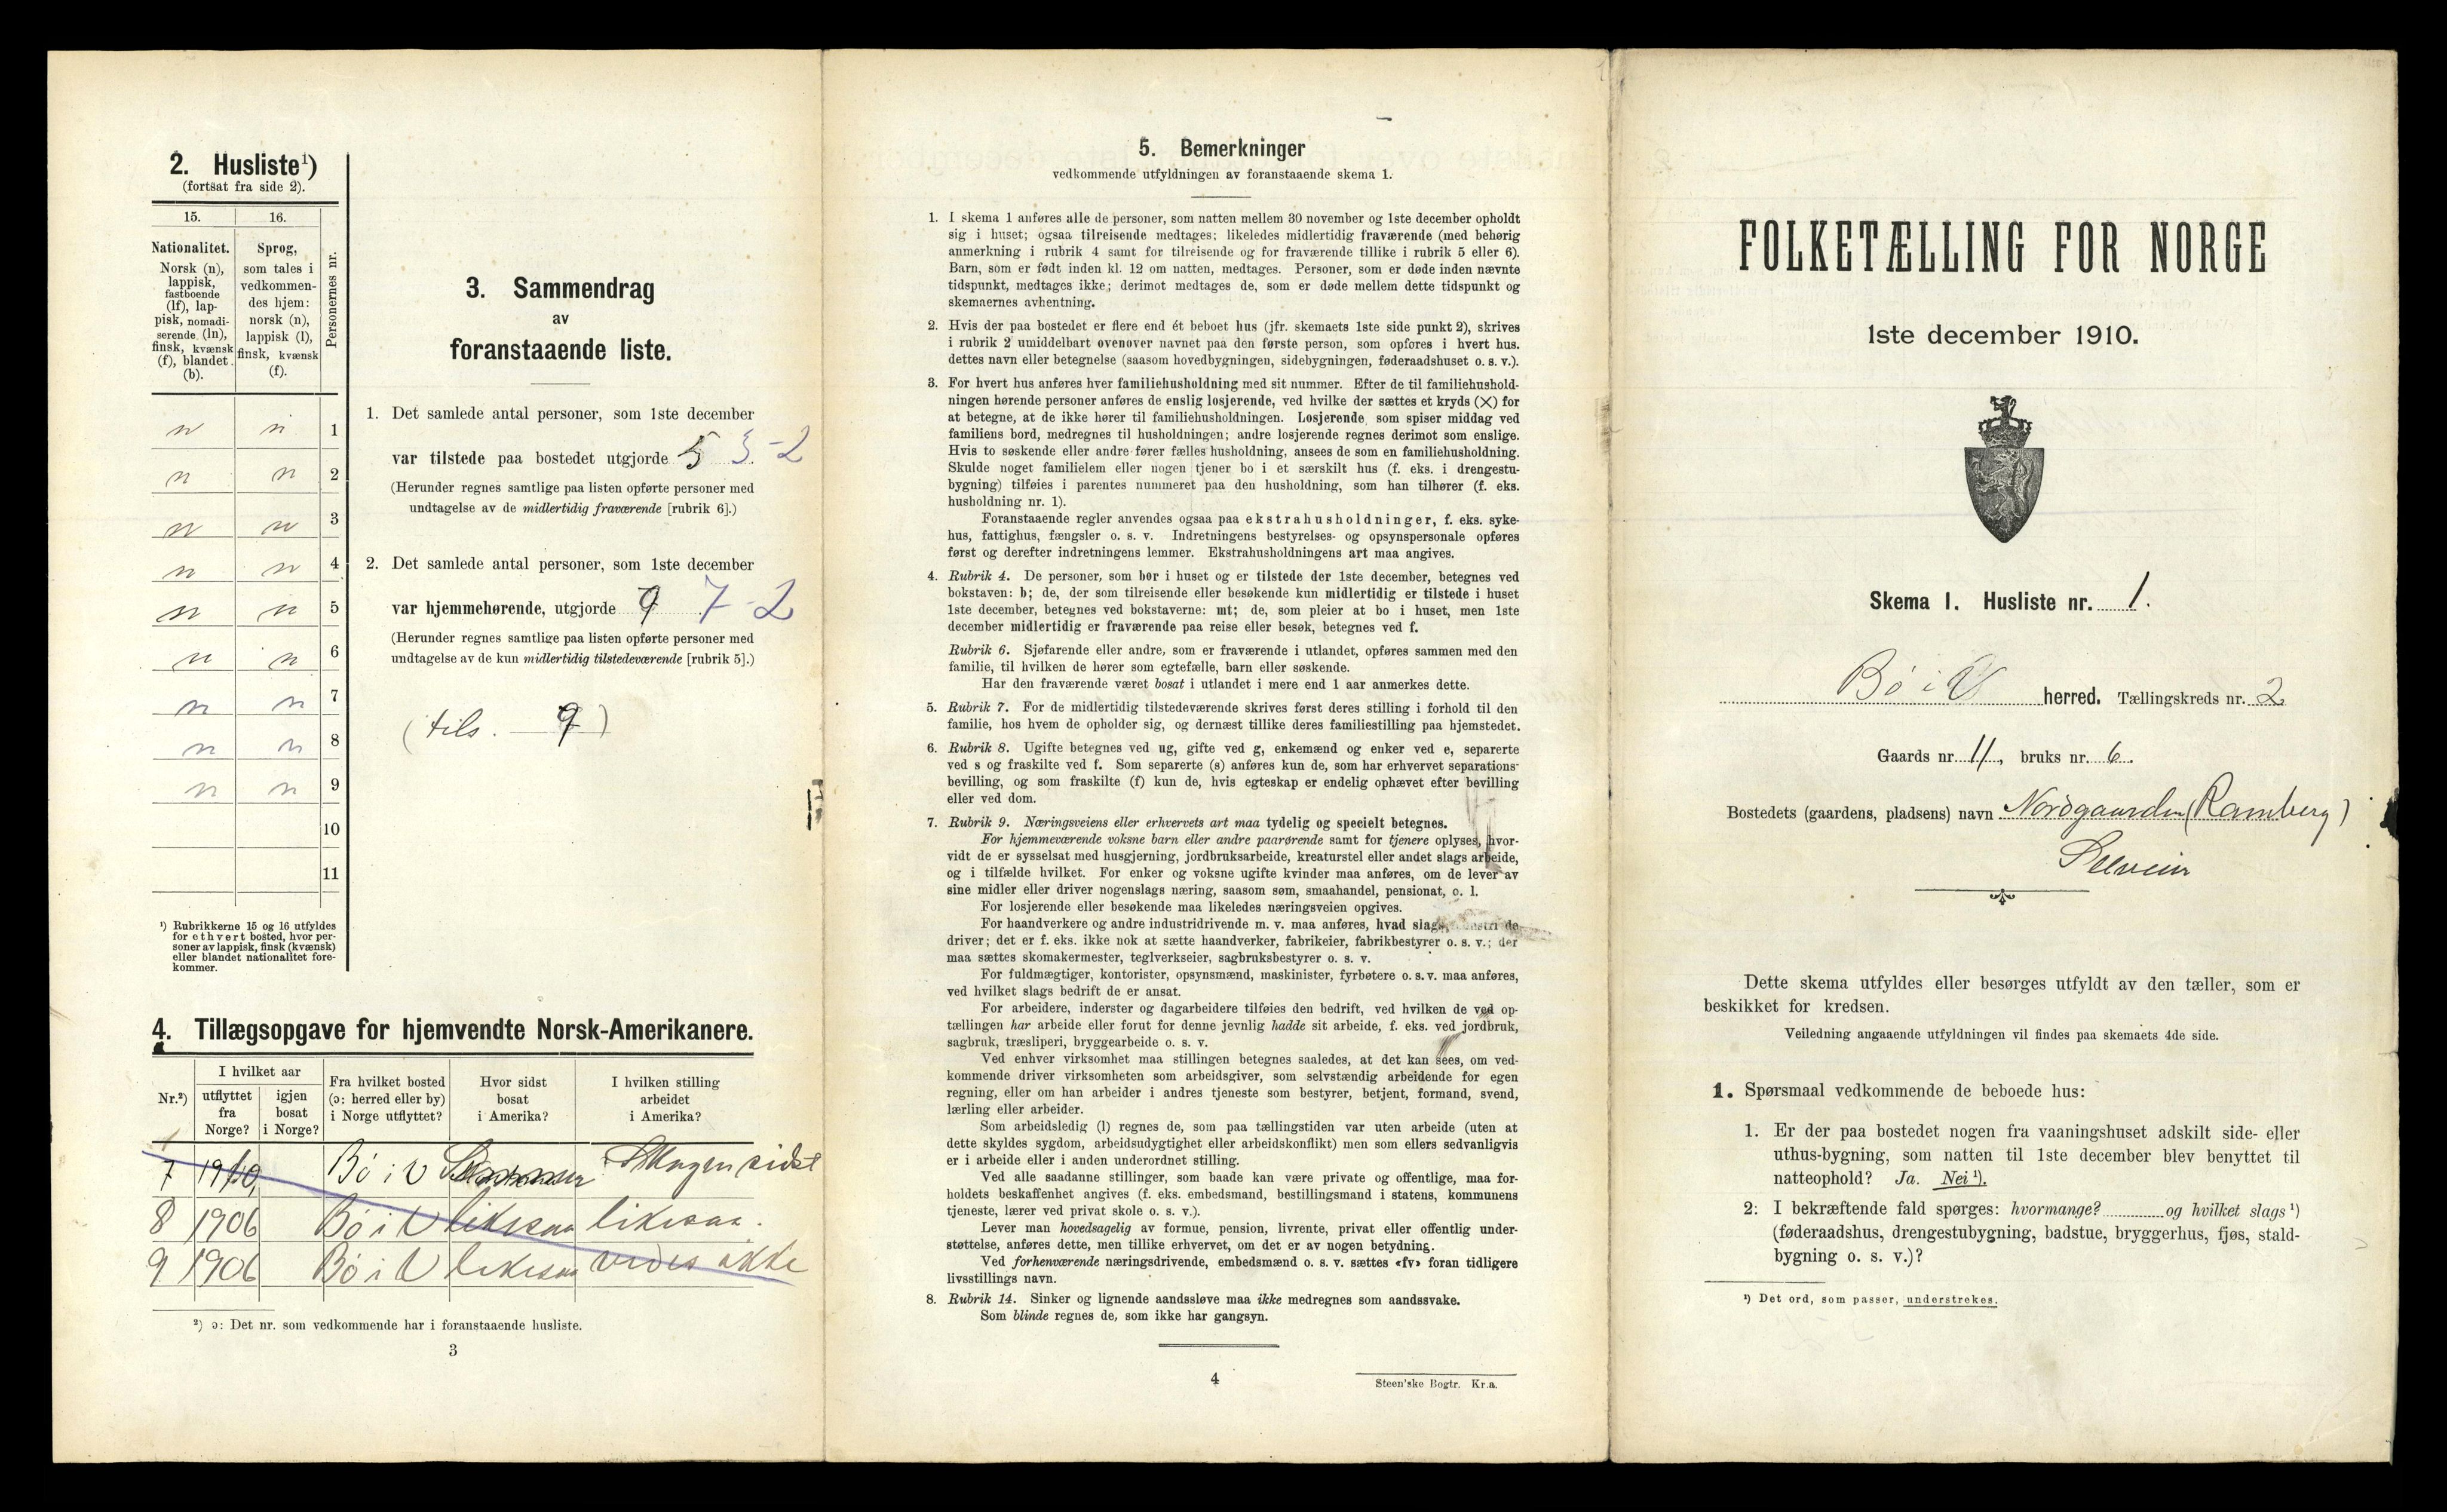 2. Husliste¹)
(fortsat fra side 2).
15.
16.
Nationalitet.
Norsk (n),
lappisk,
fastboende
(lf), lap-
pisk, nomadi-
serende (ln),
finsk, kvænsk
(f), blandet
(b).
Sprog,
som tales i
vedkommen-
des hjem:
norsk (n),
lappisk (l),
finsk, kvænsk
(f).
Personernes nr.
n n 1
n n 2
n n 3
n n 4
n n 5
n n 6
n n 7
n n 8
n n 9
10
11
¹) Rubrikkerne 15 og 16 utfyldes
for ethvert bosted, hvor per-
soner av lappisk, finsk (kvænsk)
eller blandet nationalitet fore-
kommer.
3. Sammendrag
av
foranstaaende liste.
1. Det samlede antal personer, som 1ste december
var tilstede paa bostedet utgjorde 5 3-2
(Herunder regnes samtlige paa listen opførte personer med
undtagelse av de midlertidig fraværende [rubrik 6].)
2. Det samlede antal personer, som 1ste december
var hjemmehørende, utgjorde 9 7-2
(Herunder regnes samtlige paa listen opførte personer med
undtagelse av de kun midlertidig tilstedeværende [rubrik 5].)
(tils. 9)
4. Tillægsopgave for hjemvendte Norsk-Amerikanere.
Nr.²)
I hvilket aar
utflyttet
fra
Norge?
igjen
bosat
i Norge?
Fra hvilket bosted
(ɔ: herred eller by)
i Norge utflyttet?
Hvor sidst
bosat
i Amerika?
I hvilken stilling
arbeidet
i Amerika?
7 1910, Bø i V sidst
8 1906 Bø i V likesaa likesaa.
9 1906 Bø i V likesaa vides ikke
²) ɔ: Det nr. som vedkommende har i foranstaaende husliste.
3
5. Bemerkninger
vedkommende utfyldningen av foranstaaende skema 1.
1. I skema 1 anføres alle de personer, som natten mellem 30 november og 1ste december opholdt
sig i huset; ogsaa tilreisende medtages; likeledes midlertidig fraværende (med behørig
anmerkning i rubrik 4 samt for tilreisende og for fraværende tillike i rubrik 5 eller 6).
Barn, som er født inden kl. 12 om natten, medtages. Personer, som er døde inden nævnte
tidspunkt, medtages ikke; derimot medtages de, som er døde mellem dette tidspunkt og
skemaernes avhentning.
2. Hvis der paa bostedet er flere end ét beboet hus (jfr. skemaets 1ste side punkt 2), skrives
i rubrik 2 umiddelbart ovenover navnet paa den første person, som opføres i hvert hus.
dettes navn eller betegnelse (saasom hovedbygningen, sidebygningen, føderaadshuset o. s. v.).
3. For hvert hus anføres hver familiehusholdning med sit nummer. Efter de til familiehushold-
ningen hørende personer anføres de enslig losjerende, ved hvilke der sættes et kryds (×) for
at betegne, at de ikke hører til familiehusholdningen. Losjerende, som spiser middag ved
familiens bord, medregnes til husholdningen; andre losjerende regnes derimot som enslige.
Hvis to søskende eller andre fører fælles husholdning, ansees de som en familiehusholdning.
Skulde noget familielem eller nogen tjener bo i et særskilt hus (f. eks. i drengestu-
bygning) tilføies i parentes nummeret paa den husholdning, som han tilhører (f. eks.
husholdning nr. 1).
Foranstaaende regler anvendes ogsaa paa ekstrahusholdninger, f. eks. syke-
hus, fattighus, fængsler o. s. v. Indretningens bestyrelses- og opsynspersonale opføres
først og derefter indretningens lemmer. Ekstrahusholdningens art maa angives.
4. Rubrik 4. De personer, som bor i huset og er tilstede der 1ste december, betegnes ved
bokstaven: b; de, der som tilreisende eller besøkende kun midlertidig er tilstede i huset
1ste december, betegnes ved bokstaverne: mt; de, som pleier at bo i huset, men 1ste
december midlertidig er fraværende paa reise eller besøk, betegnes ved f.
Rubrik 6. Sjøfarende eller andre, som er fraværende i utlandet, opføres sammen med den
familie, til hvilken de hører som egtefælle, barn eller søskende.
Har den fraværende været bosat i utlandet i mere end 1 aar anmerkes dette.
5. Rubrik 7. For de midlertidig tilstedeværende skrives først deres stilling i forhold til den
familie, hos hvem de opholder sig, og dernæst tillike deres familiestilling paa hjemstedet.
6. Rubrik 8. Ugifte betegnes ved ug, gifte ved g, enkemænd og enker ved e, separerte
ved s og fraskilte ved f. Som separerte (s) anføres kun de, som har erhvervet separations-
bevilling, og som fraskilte (f) kun de, hvis egteskap er endelig ophævet efter bevilling
eller ved dom.
7. Rubrik 9. Næringsveiens eller erhvervets art maa tydelig og specielt betegnes.
For hjemmeværende voksne barn eller andre paarørende samt for tjenere oplyses, hvor-
vidt de er sysselsat med husgjerning, jordbruksarbeide, kreaturstel eller andet slags arbeide,
og i tilfælde hvilket. For enker og voksne ugifte kvinder maa anføres, om de lever av
sine midler eller driver nogenslags næring, saasom søm, smaahandel, pensionat, o. l.
For losjerende eller besøkende maa likeledes næringsveien opgives.
For haandverkere og andre industridrivende m. v. maa anføres, hvad slags industri de
driver; det er f. eks. ikke nok at sætte haandverker, fabrikeier, fabrikbestyrer o. s. v.; der
maa sættes skomakermester, teglverkseier, sagbruksbestyrer o. s. v.
For fuldmægtiger, kontorister, opsynsmænd, maskinister, fyrbøtere o. s. v. maa anføres,
ved hvilket slags bedrift de er ansat.
For arbeidere, inderster og dagarbeidere tilføies den bedrift, ved hvilken de ved op-
tællingen har arbeide eller forut for denne jevnlig hadde sit arbeide, f. eks. ved jordbruk,
sagbruk, træsliperi, bryggearbeide o. s. v.
Ved enhver virksomhet maa stillingen betegnes saaledes, at det kan sees, om ved-
kommende driver virksomheten som arbeidsgiver, som selvstændig arbeidende for egen
regning, eller om han arbeider i andres tjeneste som bestyrer, betjent, formand, svend,
lærling eller arbeider.
Som arbeidsledig (l) regnes de, som paa tællingstiden var uten arbeide (uten at
dette skyldes sygdom, arbeidsudygtighet eller arbeidskonflikt) men som ellers sedvanligvis
er i arbeide eller i anden underordnet stilling.
Ved alle saadanne stillinger, som baade kan være private og offentlige, maa for-
holdets beskaffenhet angives (f. eks. embedsmand, bestillingsmand i statens, kommunens
tjeneste, lærer ved privat skole o. s. v.).
Lever man hovedsagelig av formue, pension, livrente, privat eller offentlig under-
støttelse, anføres dette, men tillike erhvervet, om det er av nogen betydning.
Ved forhenværende næringsdrivende, embedsmænd o. s. v. sættes «fv» foran tidligere
livsstillings navn.
8. Rubrik 14. Sinker og lignende aandssløve maa ikke medregnes som aandssvake.
Som blinde regnes de, som ikke har gangsyn.
4
Steen'ske Bogtr. Kr.a.
FOLKETÆLLING FOR NORGE
1ste december 1910.
Skema 1. Husliste nr. 1.
Bø i V herred. Tællingskreds nr. 2
Gaards nr. 11, bruks nr. 6.
Bostedets (gaardens, pladsens) navn Nordgaarden (Ramberg)
Dette skema utfyldes eller besørges utfyldt av den tæller, som er
beskikket for kredsen.
Veiledning angaaende utfyldningen vil findes paa skemaets 4de side.
1. Spørsmaal vedkommende de beboede hus:
1. Er der paa bostedet nogen fra vaaningshuset adskilt side- eller
uthus-bygning, som natten til 1ste december blev benyttet til
natteophold? Ja. Nei¹).
2. I bekræftende fald spørges: hvormange? og hvilket slags¹)
(føderaadshus, drengestubygning, badstue, bryggerhus, fjøs, stald-
bygning o. s. v.)?
¹) Det ord, som passer, understrekes.